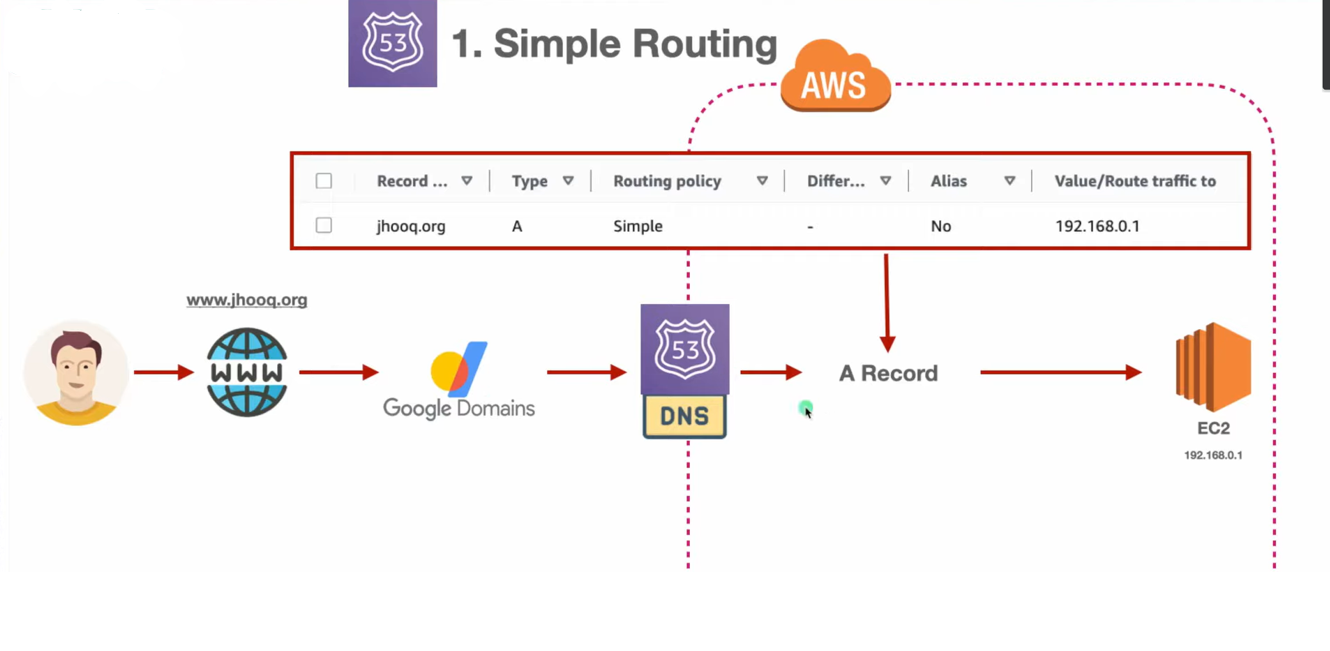 53
1. Simple Routing
AWS
Record ... Type Routing policy Differ... Alias Value/Route traffic to
jhooq.org A Simple - No 192.168.0.1
www.jhooq.org
WWW
Google Domains
53
DNS
A Record
EC2
192.168.0.1